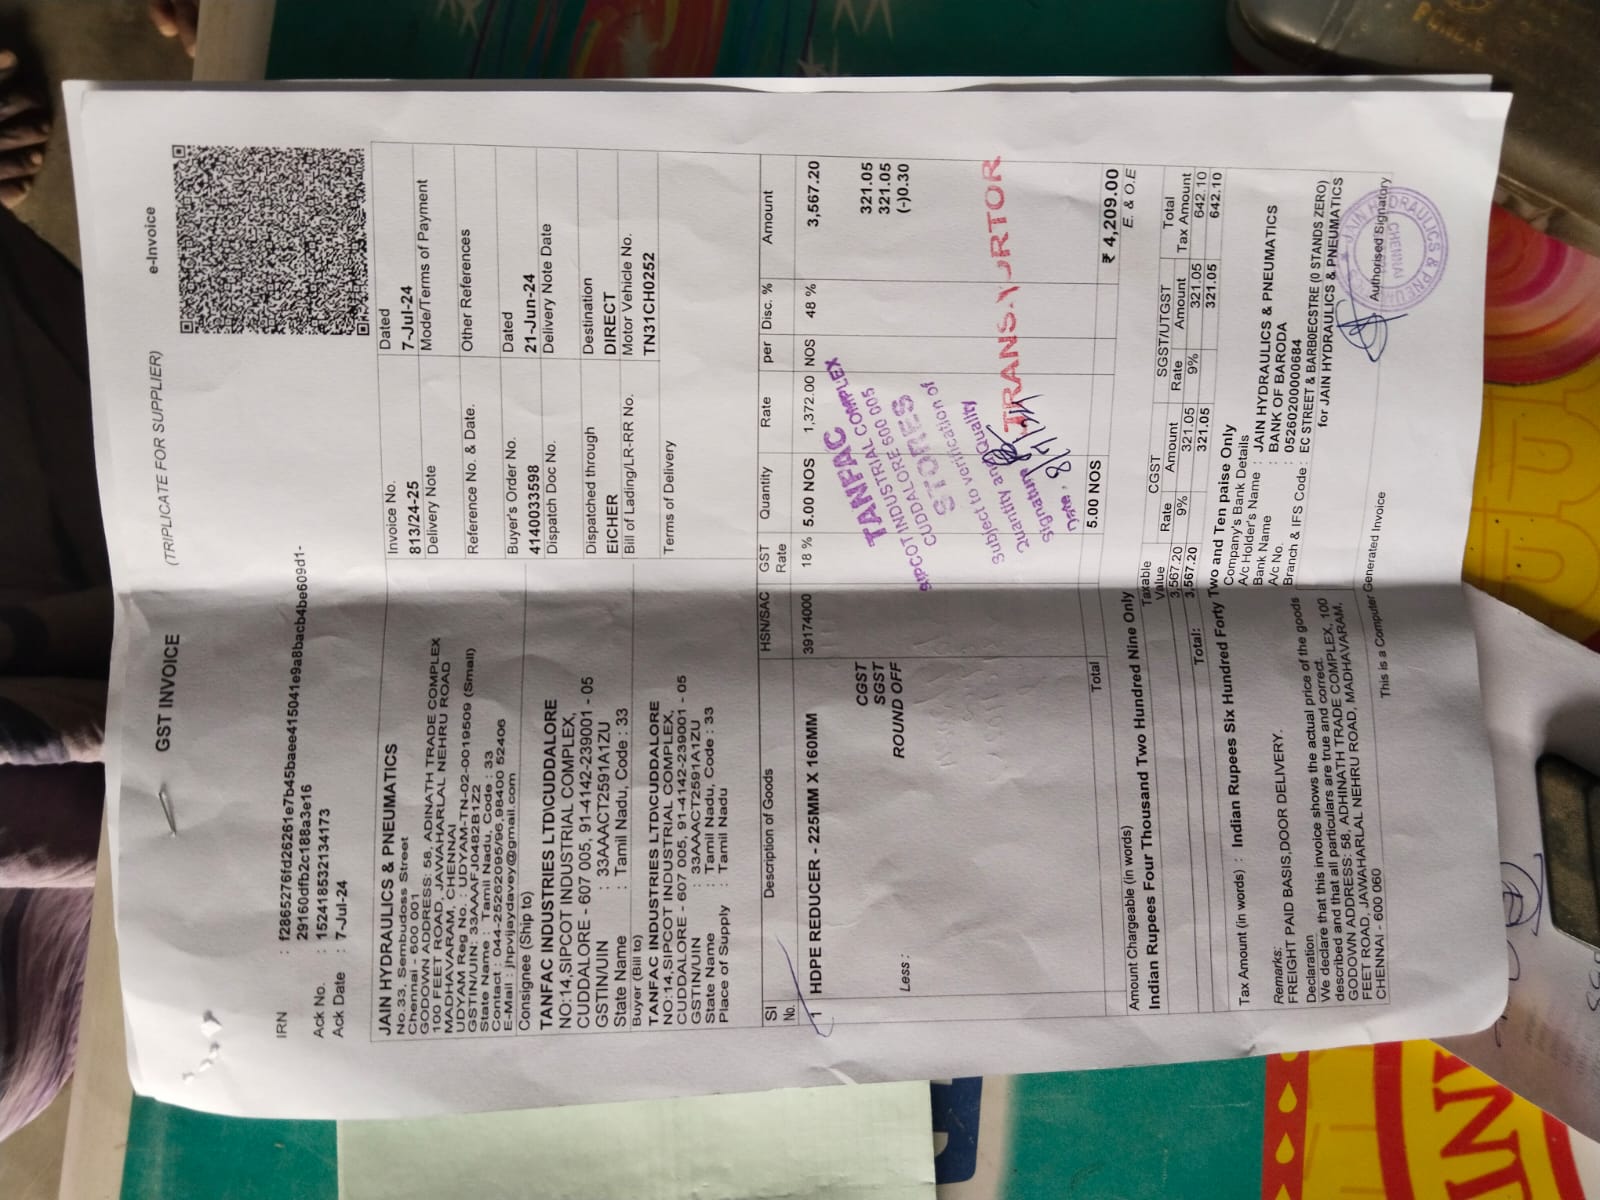 GST INVOICE
(TRIPLICATE FOR SUPPLIER)
e-Invoice
IRN : f2865276fd26261e7b45baee415041e9a8bacb4be609d1-
29160dfb2c188a3e16
Ack No. : 152418532134173
Ack Date : 7-Jul-24
JAIN HYDRAULICS & PNEUMATICS
No.33, Sembudoss Street
Chennai - 600 001
GODOWN ADDRESS: 58, ADINATH TRADE COMPLEX
100 FEET ROAD, JAWAHARLAL NEHRU ROAD
MADHAVARAM, CHENNAI
UDYAM Reg No. : UDYAM-TN-02-0019509 (Small)
GSTIN/UIN: 33AAAFJ0482B1Z2
State Name : Tamil Nadu, Code : 33
Contact : 044-25262095/96,98400 52406
E-Mail : jhpvijaydavey@gmail.com
Invoice No. Dated
813/24-25 7-Jul-24
Delivery Note Mode/Terms of Payment
Reference No. & Date. Other References
Buyer's Order No. Dated
4140033598 21-Jun-24
Dispatch Doc No. Delivery Note Date
Dispatched through Destination
EiCHER DIRECT
Bill of Lading/LR-RR No. Motor Vehicle No.
TN31CH0252
Terms of Delivery
Consignee (Ship to)
TANFAC INDUSTRIES LTD\CUDDALORE
NO:14,SIPCOT INDUSTRIAL COMPLEX,
CUDDALORE - 607 005, 91-4142-239001 - 05
GSTIN/UIN : 33AAACT2591A1ZU
State Name : Tamil Nadu, Code : 33
Buyer (Bill to)
TANFAC INDUSTRIES LTD\CUDDALORE
NO:14,SIPCOT INDUSTRIAL COMPLEX,
CUDDALORE - 607 005, 91-4142-239001 - 05
GSTIN/UIN : 33AAACT2591A1ZU
State Name : Tamil Nadu, Code : 33
Place of Supply : Tamil Nadu
Sl No. Description of Goods HSN/SAC GST Rate Quantity Rate per Disc. % Amount
1 HDPE REDUCER - 225MM X 160MM 39174000 18 % 5.00 NOS 1,372.00 NOS 48 % 3,567.20
CGST 321.05
SGST 321.05
Less : ROUND OFF (-)0.30
TANFAC
SIPCOT INDUSTRIAL COMPLEX
CUDDALORE 600 005
STORES
Subject to verification of
Quantity and Quality
Signature
Date : 8/7/24
TRANSPORTOR
Total 5.00 NOS ₹ 4,209.00
Amount Chargeable (in words) E. & O.E
Indian Rupees Four Thousand Two Hundred Nine Only
Taxable Value CGST SGST/UTGST Total Tax Amount
Rate Amount Rate Amount
3,567.20 9% 321.05 9% 321.05 642.10
Total: 3,567.20 321.05 321.05 642.10
Tax Amount (in words) : Indian Rupees Six Hundred Forty Two and Ten paise Only
Company's Bank Details
A/c Holder's Name : JAIN HYDRAULICS & PNEUMATICS
Bank Name : BANK OF BARODA
A/c No. : 05260200000684
Branch & IFS Code : EC STREET & BARB0ECSTRE (0 STANDS ZERO)
Remarks:
FREIGHT PAID BASIS,DOOR DELIVERY.
Declaration
We declare that this invoice shows the actual price of the goods
described and that all particulars are true and correct.
GODOWN ADDRESS: 58, ADHINATH TRADE COMPLEX, 100
FEET ROAD, JAWAHARLAL NEHRU ROAD, MADHAVARAM,
CHENNAI - 600 060
for JAIN HYDRAULICS & PNEUMATICS
JAIN HYDRAULICS & PNEUMATICS
CHENNAI
Authorised Signatory
This is a Computer Generated Invoice